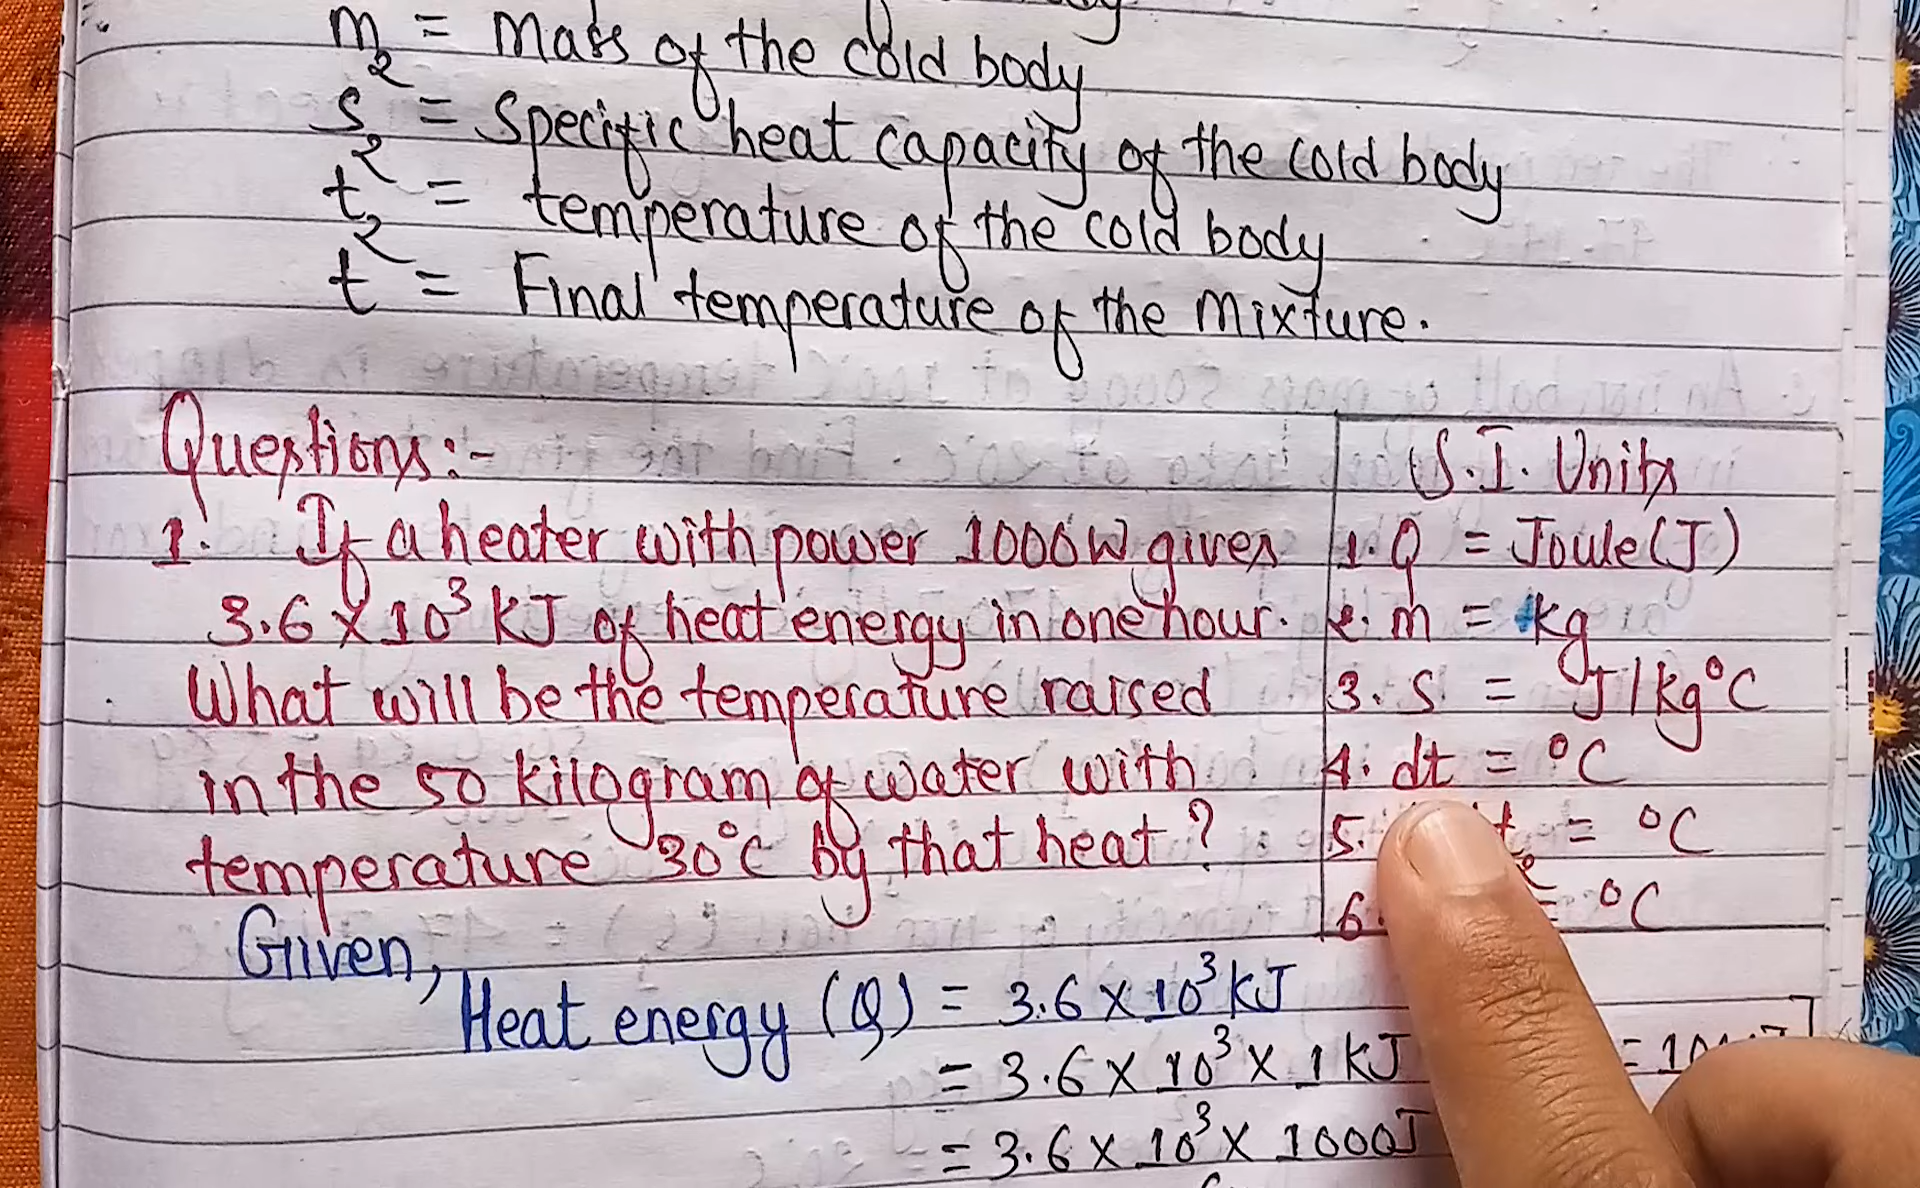 m₂ = Mass of the cold body
s₂ = Specific heat capacity of the cold body
t₂ = temperature of the cold body
t = Final temperature of the mixture.
Questions:-
1. If a heater with power 1000W gives
3.6 × 10³ KJ of heat energy in one hour.
What will be the temperature raised
in the 50 kilogram of water with
temperature 30°C by that heat?
S.I. Units
1. Q = Joule(J)
2. m = kg
3. s = J/kg°C
4. dt = °C
5. = °C
6. = °C
Given,
Heat energy (Q) = 3.6 × 10³ KJ
= 3.6 × 10³ × 1 KJ
= 3.6 × 10³ × 1000J